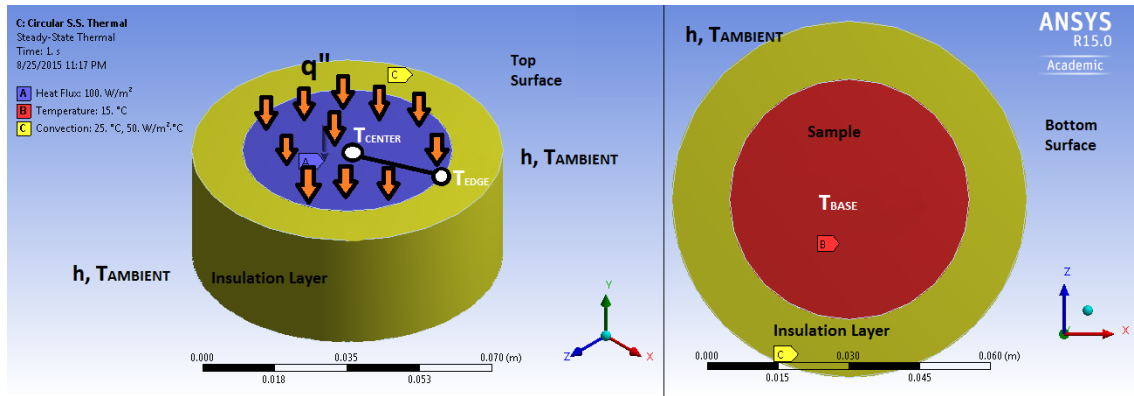 C: Circular S.S. Thermal
Steady-State Thermal
Time: 1. s
8/25/2015 11:17 PM
A Heat Flux: 100. W/m²
B Temperature: 15. °C
C Convection: 25. °C, 50. W/m²·°C
q"
C
Top
Surface
TCENTER
A
h, TAMBIENT
TEDGE
h, TAMBIENT
Insulation Layer
Y
Z
X
0.000
0.035
0.070 (m)
0.018
0.053
h, TAMBIENT
ANSYS
R15.0
Academic
Sample
Bottom
Surface
TBASE
B
Insulation Layer
C
Z
Y
X
0.000
0.030
0.060 (m)
0.015
0.045